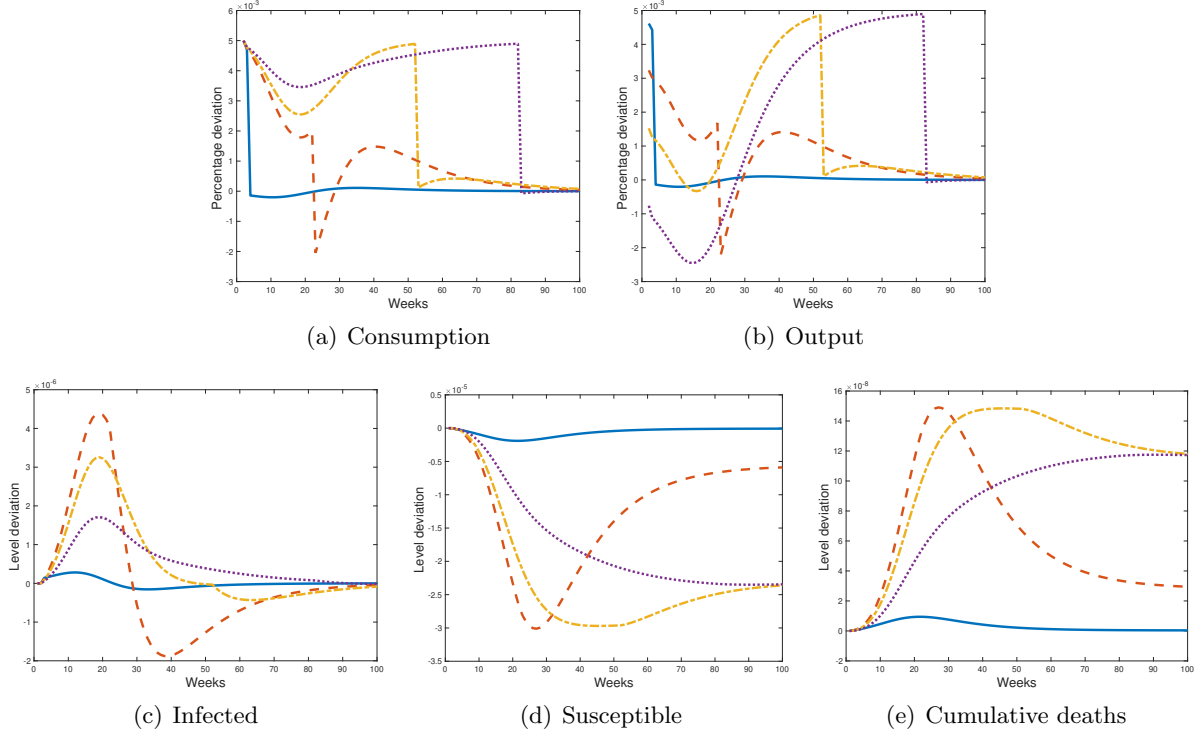 ×10⁻³
6
5
4
3
2
1
0
-1
-2
-3
Percentage deviation
0 10 20 30 40 50 60 70 80 90 100
Weeks
(a) Consumption
×10⁻³
5
4
3
2
1
0
-1
-2
-3
Percentage deviation
0 10 20 30 40 50 60 70 80 90 100
Weeks
(b) Output
×10⁻⁶
5
4
3
2
1
0
-1
-2
Level deviation
0 10 20 30 40 50 60 70 80 90 100
Weeks
(c) Infected
×10⁻⁵
0.5
0
-0.5
-1
-1.5
-2
-2.5
-3
-3.5
Level deviation
0 10 20 30 40 50 60 70 80 90 100
Weeks
(d) Susceptible
×10⁻⁸
16
14
12
10
8
6
4
2
0
-2
Level deviation
0 10 20 30 40 50 60 70 80 90 100
Weeks
(e) Cumulative deaths